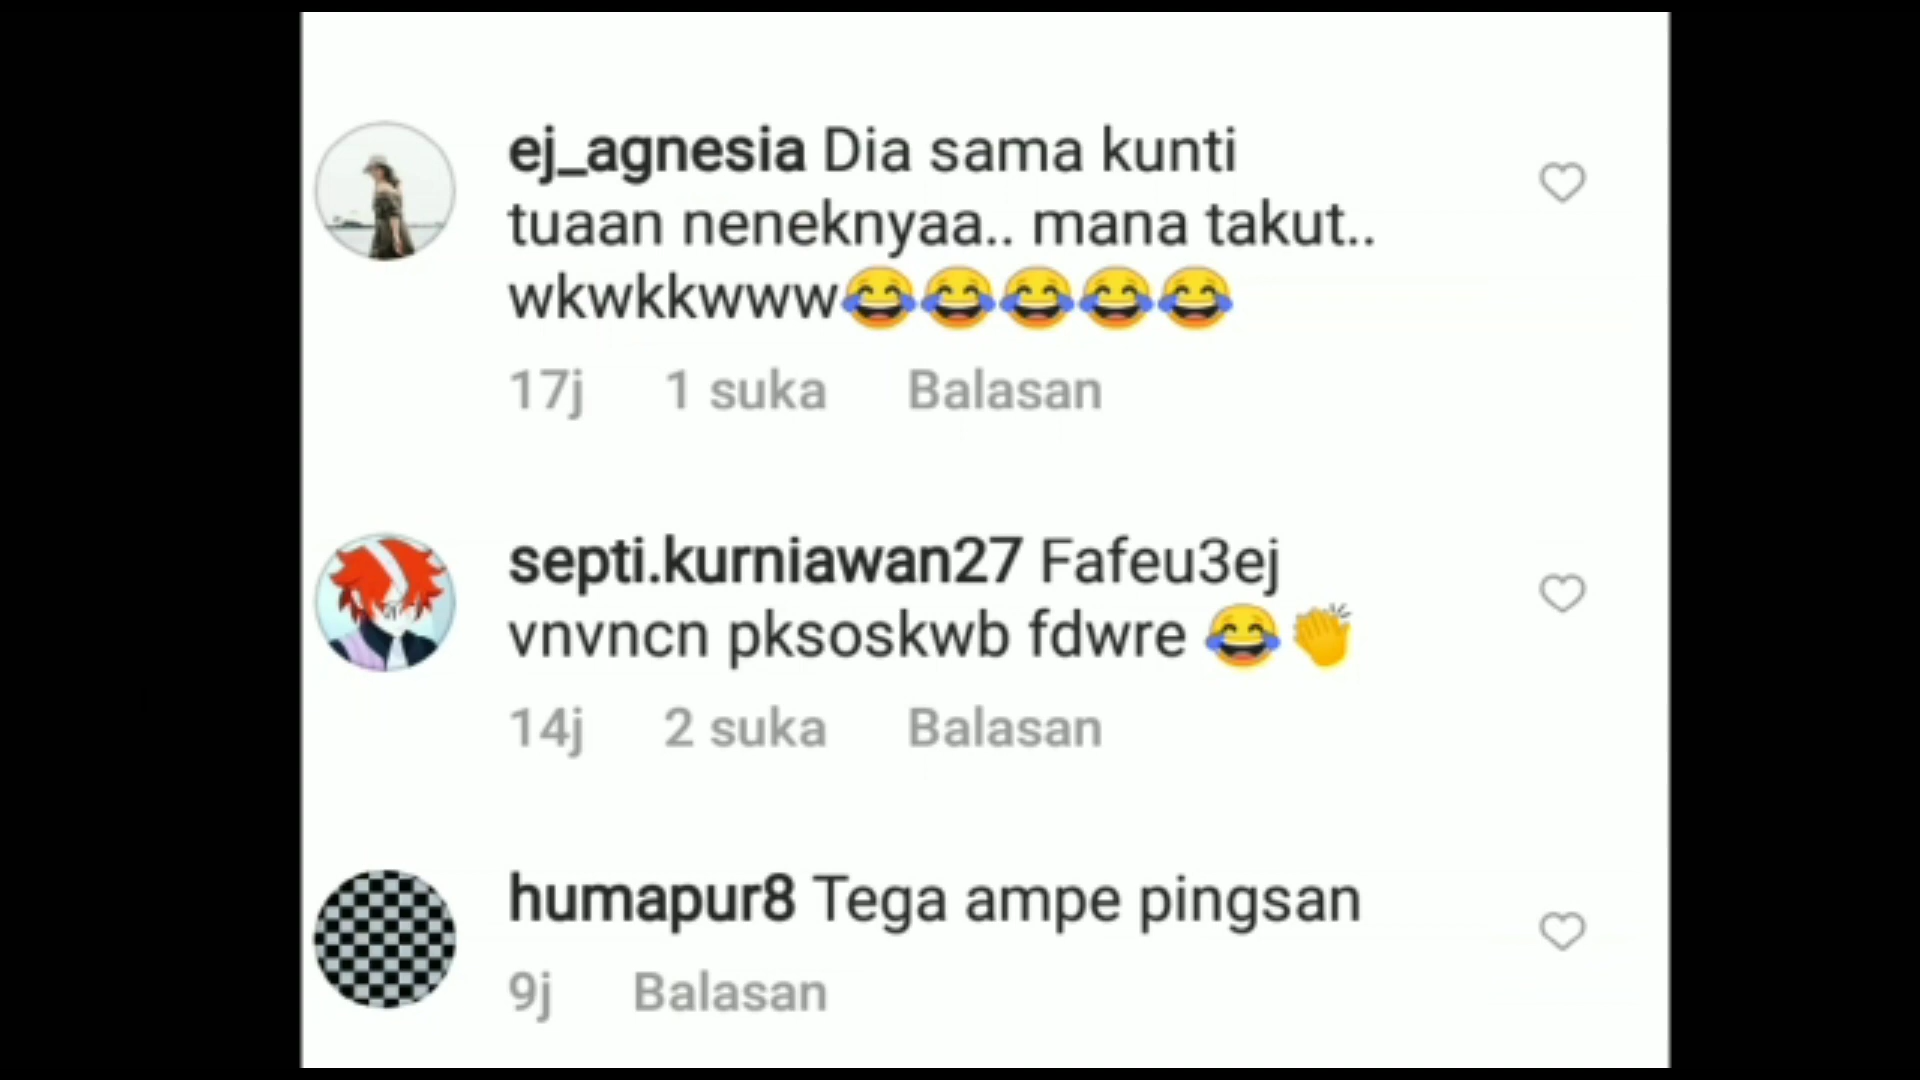 ej_agnesia Dia sama kunti
tuaan neneknyaa.. mana takut..
wkwkkwww😂😂😂😂😂
17j 1 suka Balasan
septi.kurniawan27 Fafeu3ej
vnvncn pksoskwb fdwre 😂👏
14j 2 suka Balasan
humapur8 Tega ampe pingsan
9j Balasan